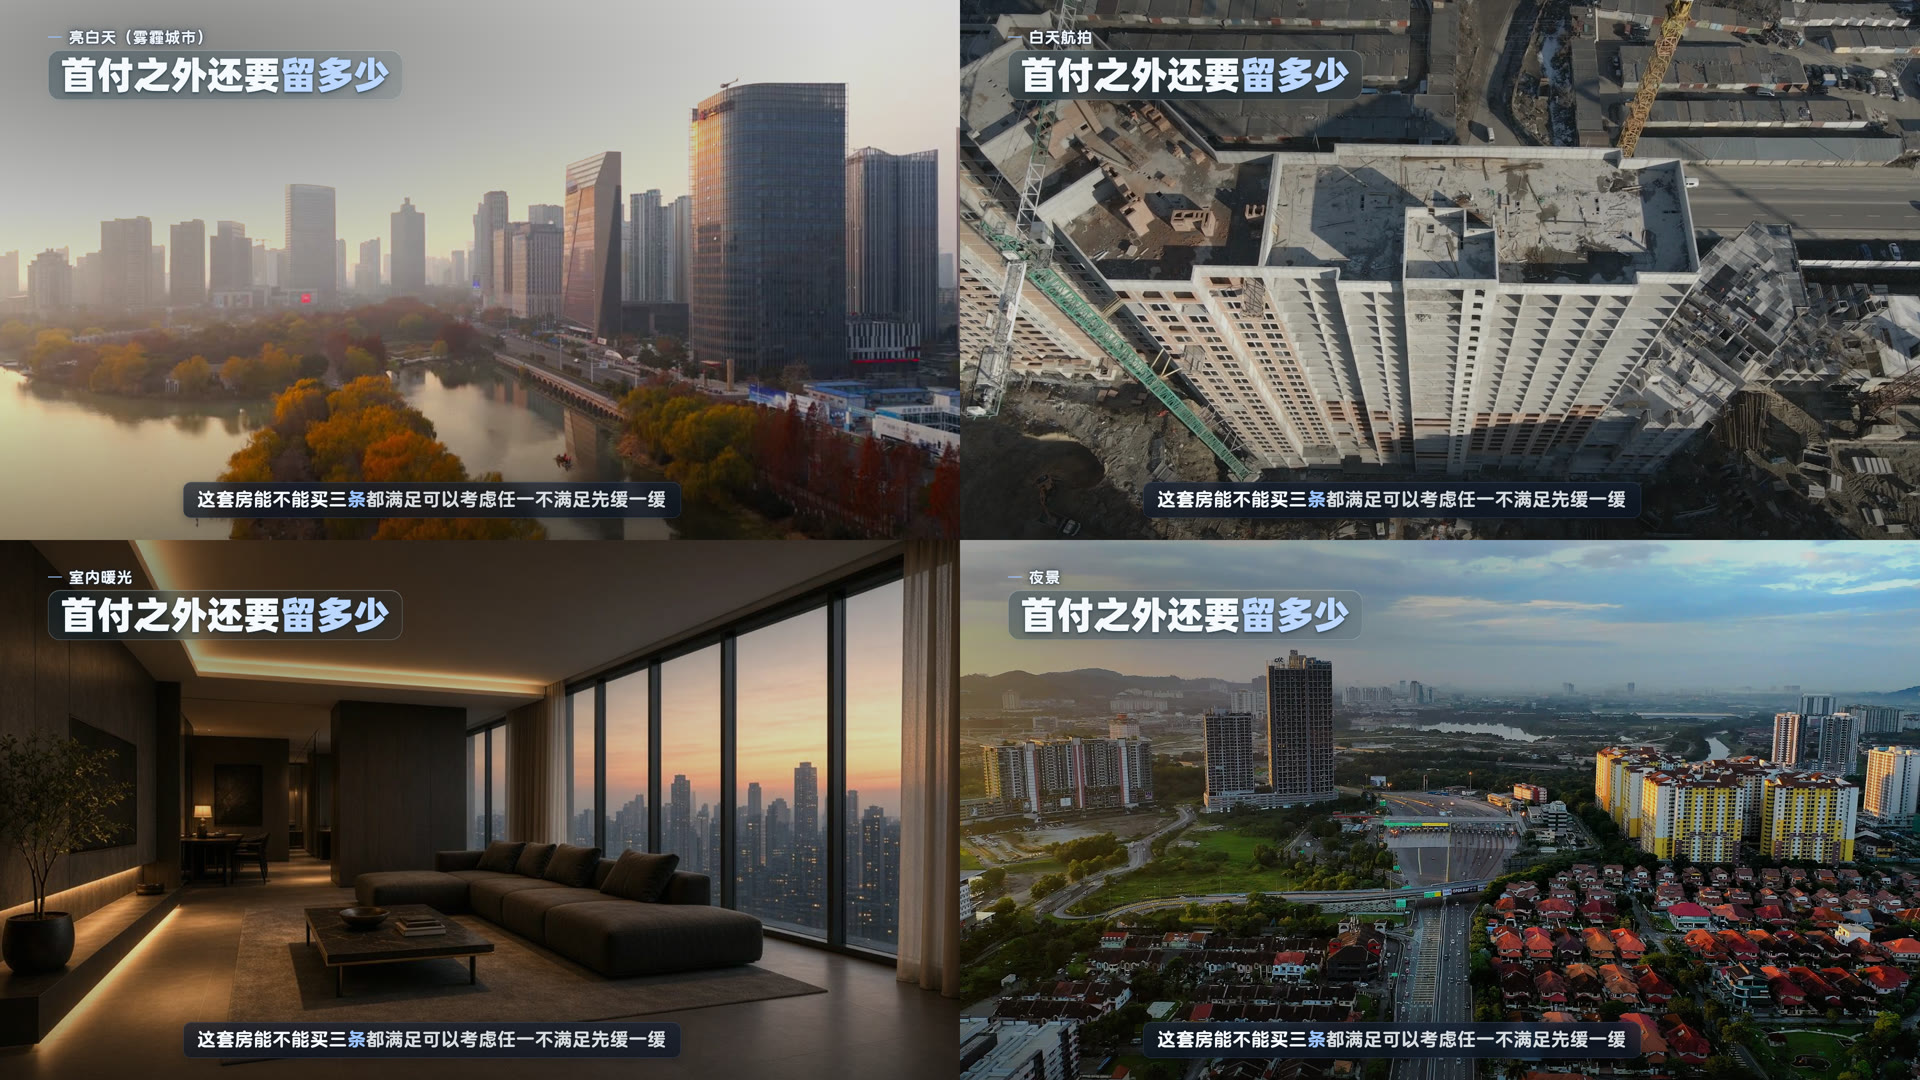 亮白天（雾霾城市）
首付之外还要留多少
这套房能不能买三条都满足可以考虑任一不满足先缓一缓
白天航拍
首付之外还要留多少
这套房能不能买三条都满足可以考虑任一不满足先缓一缓
室内暖光
首付之外还要留多少
这套房能不能买三条都满足可以考虑任一不满足先缓一缓
夜景
首付之外还要留多少
这套房能不能买三条都满足可以考虑任一不满足先缓一缓